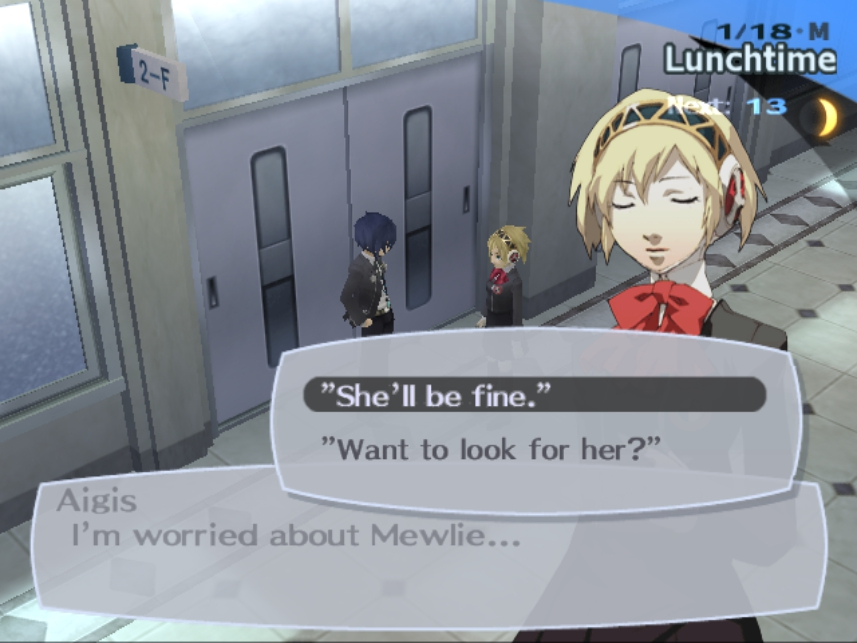 1/18・M
2-F
Lunchtime
Next: 13
"She'll be fine."
"Want to look for her?"
Aigis
I'm worried about Mewlie...